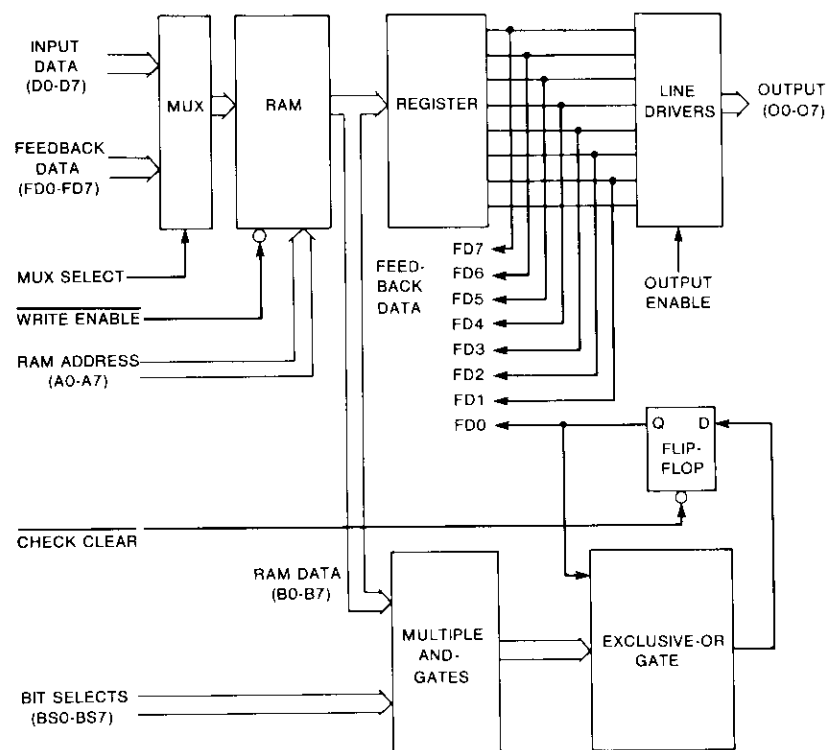 INPUT
DATA
(D0-D7)
MUX
RAM
REGISTER
LINE
DRIVERS
OUTPUT
(O0-O7)
FEEDBACK
DATA
(FD0-FD7)
MUX SELECT
WRITE ENABLE
RAM ADDRESS
(A0-A7)
FEED-
BACK
DATA
FD7
FD6
FD5
FD4
FD3
FD2
FD1
FD0
OUTPUT
ENABLE
Q D
FLIP-
FLOP
CHECK CLEAR
RAM DATA
(B0-B7)
MULTIPLE
AND-
GATES
EXCLUSIVE-OR
GATE
BIT SELECTS
(BS0-BS7)